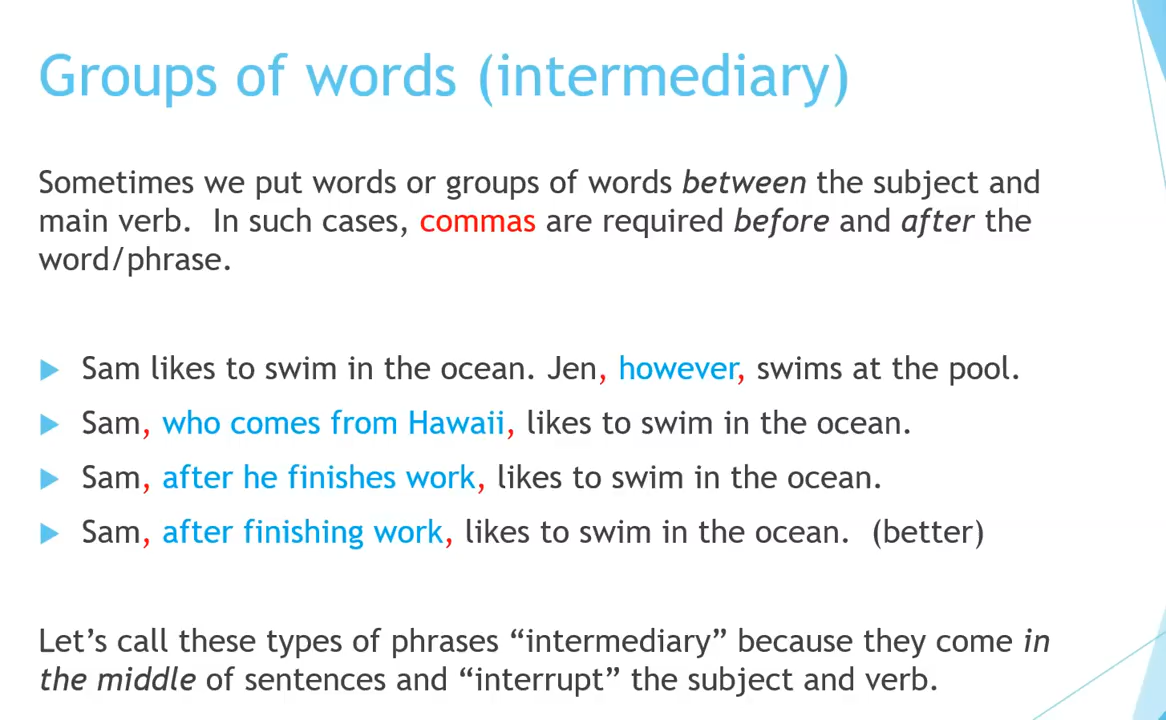 Groups of words (intermediary)
Sometimes we put words or groups of words between the subject and
main verb.  In such cases, commas are required before and after the
word/phrase.
Sam likes to swim in the ocean. Jen, however, swims at the pool.
Sam, who comes from Hawaii, likes to swim in the ocean.
Sam, after he finishes work, likes to swim in the ocean.
Sam, after finishing work, likes to swim in the ocean.  (better)
Let’s call these types of phrases “intermediary” because they come in
the middle of sentences and “interrupt” the subject and verb.